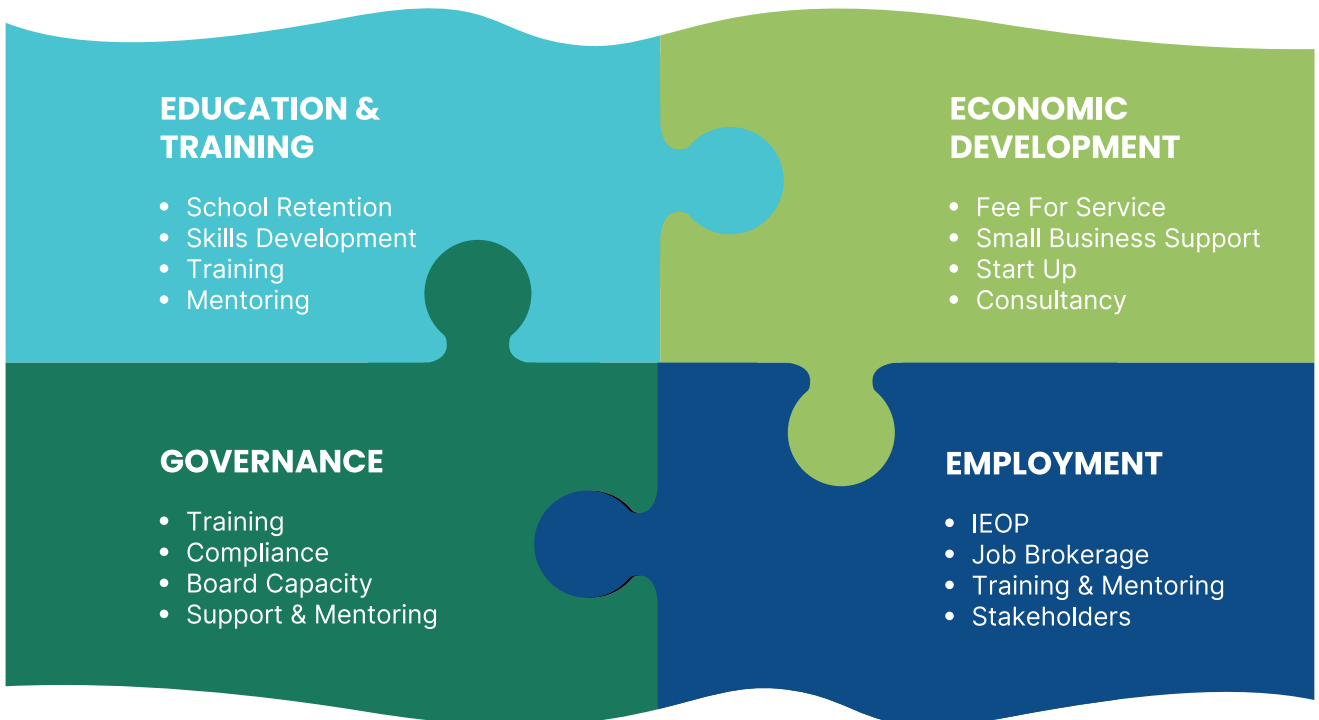 EDUCATION &
TRAINING
• School Retention
• Skills Development
• Training
• Mentoring
ECONOMIC
DEVELOPMENT
• Fee For Service
• Small Business Support
• Start Up
• Consultancy
GOVERNANCE
• Training
• Compliance
• Board Capacity
• Support & Mentoring
EMPLOYMENT
• IEOP
• Job Brokerage
• Training & Mentoring
• Stakeholders